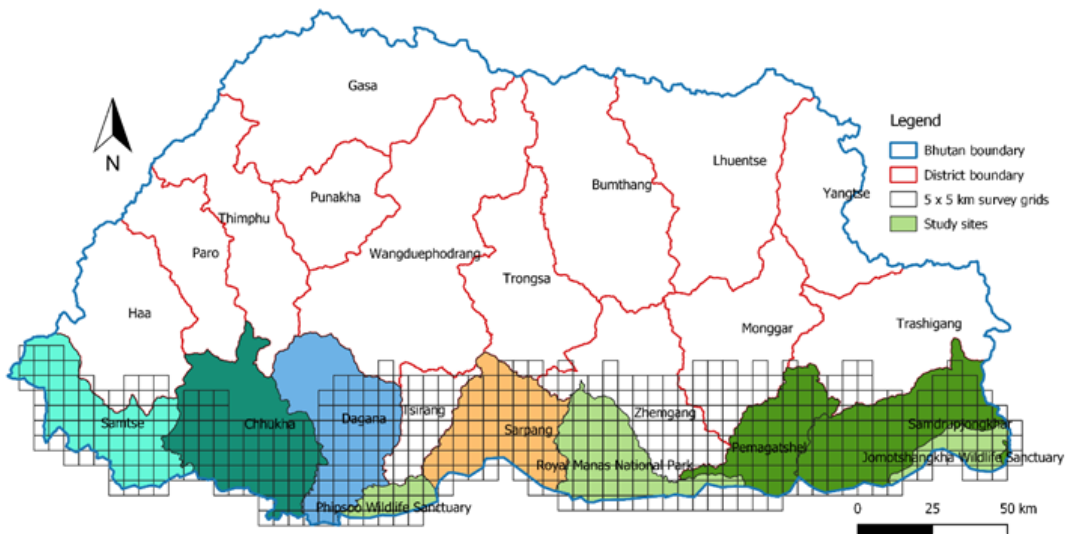 Gasa
N
Legend
Bhutan boundary
District boundary
5 x 5 km survey grids
Study sites
Lhuentse
Bumthang
Yangtse
Punakha
Thimphu
Paro
Wangduephodrang
Trongsa
Haa
Monggar
Trashigang
Samtse
Chhukha
Dagana
Tsirang
Sarpang
Zhemgang
Pemagatshel
Samdrupjongkhar
Royal Manas National Park
Jomotshangkha Wildlife Sanctuary
Phipsoo Wildlife Sanctuary
0 25 50 km